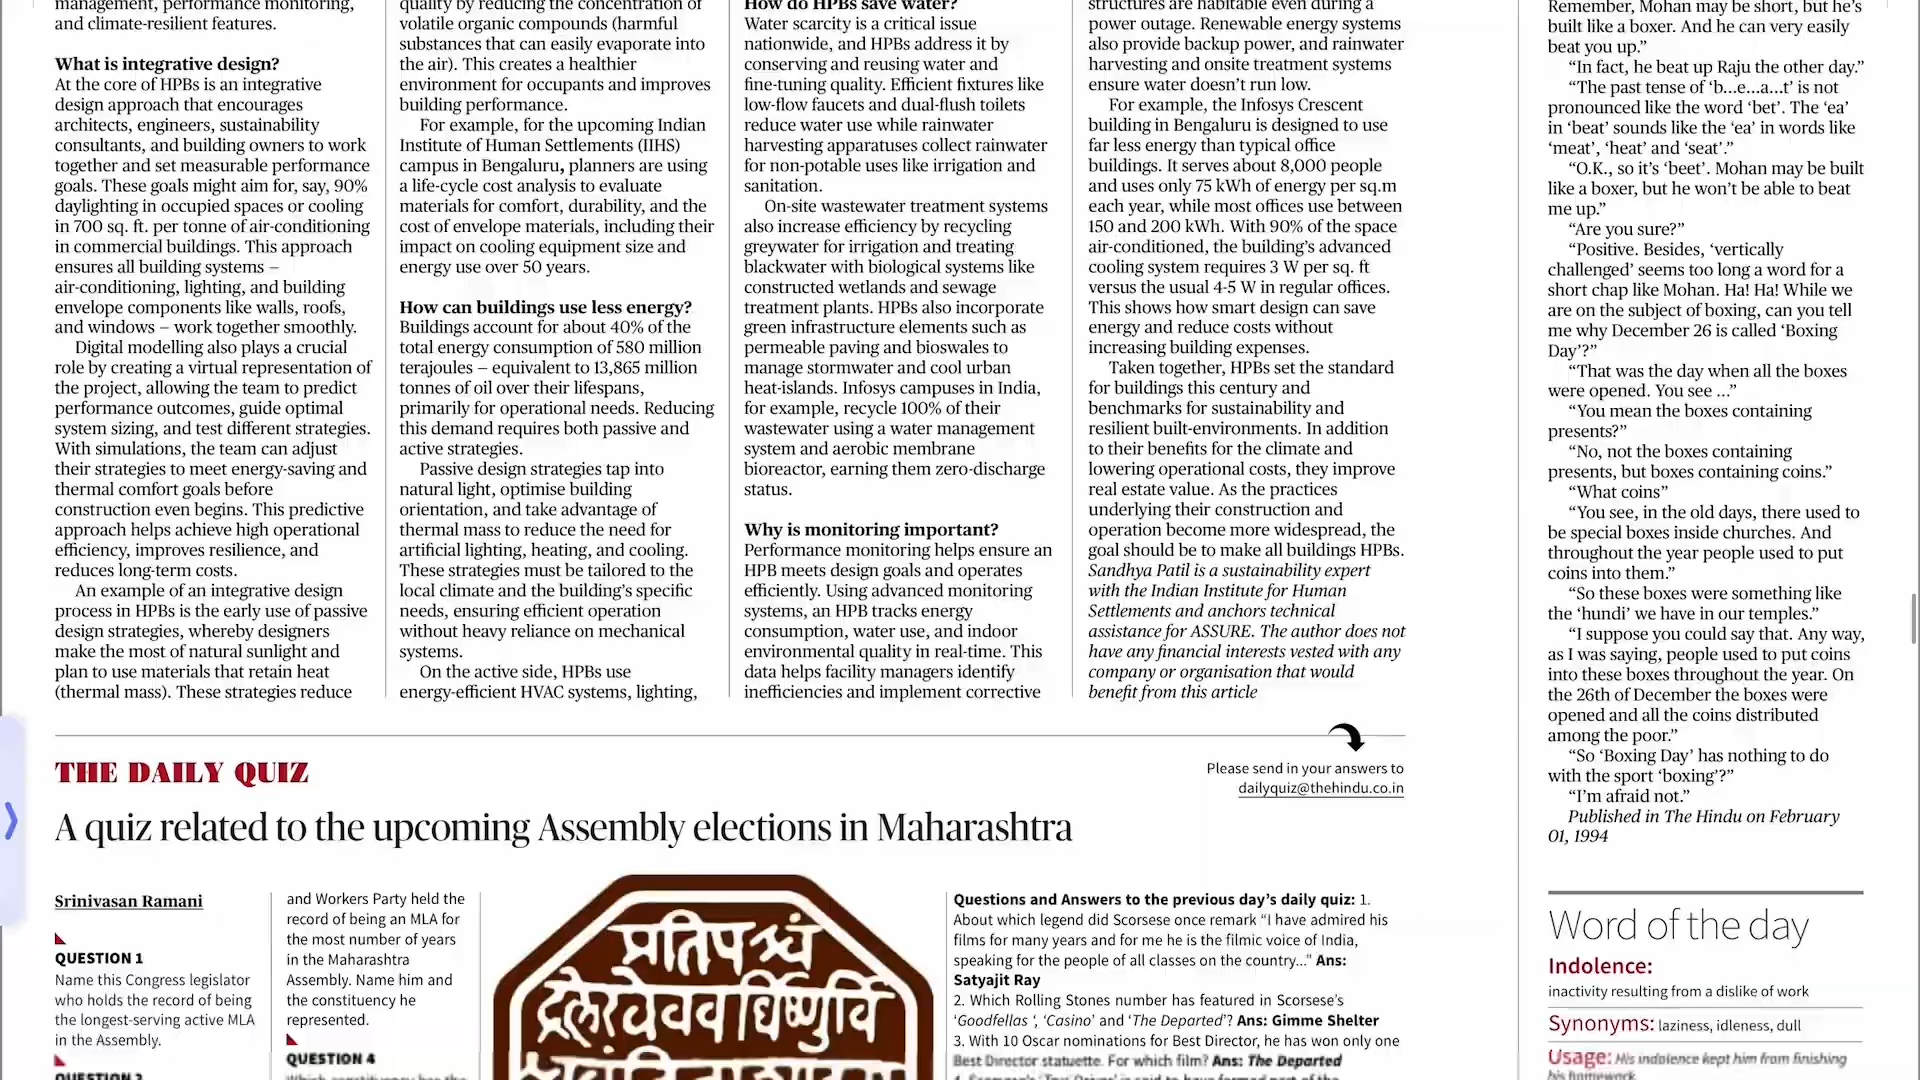 management, performance monitoring,
and climate-resilient features.
What is integrative design?
At the core of HPBs is an integrative
design approach that encourages
architects, engineers, sustainability
consultants, and building owners to work
together and set measurable performance
goals. These goals might aim for, say, 90%
daylighting in occupied spaces or cooling
in 700 sq. ft. per tonne of air-conditioning
in commercial buildings. This approach
ensures all building systems –
air-conditioning, lighting, and building
envelope components like walls, roofs,
and windows – work together smoothly.
Digital modelling also plays a crucial
role by creating a virtual representation of
the project, allowing the team to predict
performance outcomes, guide optimal
system sizing, and test different strategies.
With simulations, the team can adjust
their strategies to meet energy-saving and
thermal comfort goals before
construction even begins. This predictive
approach helps achieve high operational
efficiency, improves resilience, and
reduces long-term costs.
An example of an integrative design
process in HPBs is the early use of passive
design strategies, whereby designers
make the most of natural sunlight and
plan to use materials that retain heat
(thermal mass). These strategies reduce
quality by reducing the concentration of
volatile organic compounds (harmful
substances that can easily evaporate into
the air). This creates a healthier
environment for occupants and improves
building performance.
For example, for the upcoming Indian
Institute of Human Settlements (IIHS)
campus in Bengaluru, planners are using
a life-cycle cost analysis to evaluate
materials for comfort, durability, and the
cost of envelope materials, including their
impact on cooling equipment size and
energy use over 50 years.
How can buildings use less energy?
Buildings account for about 40% of the
total energy consumption of 580 million
terajoules – equivalent to 13,865 million
tonnes of oil over their lifespans,
primarily for operational needs. Reducing
this demand requires both passive and
active strategies.
Passive design strategies tap into
natural light, optimise building
orientation, and take advantage of
thermal mass to reduce the need for
artificial lighting, heating, and cooling.
These strategies must be tailored to the
local climate and the building’s specific
needs, ensuring efficient operation
without heavy reliance on mechanical
systems.
On the active side, HPBs use
energy-efficient HVAC systems, lighting,
How do HPBs save water?
Water scarcity is a critical issue
nationwide, and HPBs address it by
conserving and reusing water and
fine-tuning quality. Efficient fixtures like
low-flow faucets and dual-flush toilets
reduce water use while rainwater
harvesting apparatuses collect rainwater
for non-potable uses like irrigation and
sanitation.
On-site wastewater treatment systems
also increase efficiency by recycling
greywater for irrigation and treating
blackwater with biological systems like
constructed wetlands and sewage
treatment plants. HPBs also incorporate
green infrastructure elements such as
permeable paving and bioswales to
manage stormwater and cool urban
heat-islands. Infosys campuses in India,
for example, recycle 100% of their
wastewater using a water management
system and aerobic membrane
bioreactor, earning them zero-discharge
status.
Why is monitoring important?
Performance monitoring helps ensure an
HPB meets design goals and operates
efficiently. Using advanced monitoring
systems, an HPB tracks energy
consumption, water use, and indoor
environmental quality in real-time. This
data helps facility managers identify
inefficiencies and implement corrective
structures are habitable even during a
power outage. Renewable energy systems
also provide backup power, and rainwater
harvesting and onsite treatment systems
ensure water doesn’t run low.
For example, the Infosys Crescent
building in Bengaluru is designed to use
far less energy than typical office
buildings. It serves about 8,000 people
and uses only 75 kWh of energy per sq.m
each year, while most offices use between
150 and 200 kWh. With 90% of the space
air-conditioned, the building’s advanced
cooling system requires 3 W per sq. ft
versus the usual 4-5 W in regular offices.
This shows how smart design can save
energy and reduce costs without
increasing building expenses.
Taken together, HPBs set the standard
for buildings this century and
benchmarks for sustainability and
resilient built-environments. In addition
to their benefits for the climate and
lowering operational costs, they improve
real estate value. As the practices
underlying their construction and
operation become more widespread, the
goal should be to make all buildings HPBs.
Sandhya Patil is a sustainability expert
with the Indian Institute for Human
Settlements and anchors technical
assistance for ASSURE. The author does not
have any financial interests vested with any
company or organisation that would
benefit from this article
Remember, Mohan may be short, but he’s
built like a boxer. And he can very easily
beat you up.”
“In fact, he beat up Raju the other day.”
“The past tense of ‘b...e...a...t’ is not
pronounced like the word ‘bet’. The ‘ea’
in ‘beat’ sounds like the ‘ea’ in words like
‘meat’, ‘heat’ and ‘seat’.”
“O.K., so it’s ‘beet’. Mohan may be built
like a boxer, but he won’t be able to beat
me up.”
“Are you sure?”
“Positive. Besides, ‘vertically
challenged’ seems too long a word for a
short chap like Mohan. Ha! Ha! While we
are on the subject of boxing, can you tell
me why December 26 is called ‘Boxing
Day’?”
“That was the day when all the boxes
were opened. You see ...”
“You mean the boxes containing
presents?”
“No, not the boxes containing
presents, but boxes containing coins.”
“What coins”
“You see, in the old days, there used to
be special boxes inside churches. And
throughout the year people used to put
coins into them.”
“So these boxes were something like
the ‘hundi’ we have in our temples.”
“I suppose you could say that. Any way,
as I was saying, people used to put coins
into these boxes throughout the year. On
the 26th of December the boxes were
opened and all the coins distributed
among the poor.”
“So ‘Boxing Day’ has nothing to do
with the sport ‘boxing’?”
“I’m afraid not.”
Published in The Hindu on February
01, 1994
THE DAILY QUIZ
Please send in your answers to
dailyquiz@thehindu.co.in
A quiz related to the upcoming Assembly elections in Maharashtra
Srinivasan Ramani
QUESTION 1
Name this Congress legislator
who holds the record of being
the longest-serving active MLA
in the Assembly.
QUESTION 2
and Workers Party held the
record of being an MLA for
the most number of years
in the Maharashtra
Assembly. Name him and
the constituency he
represented.
QUESTION 4
Which constituency has the
प्रतिपच्चंद्र
Questions and Answers to the previous day’s daily quiz: 1.
About which legend did Scorsese once remark “I have admired his
films for many years and for me he is the filmic voice of India,
speaking for the people of all classes on the country...” Ans:
Satyajit Ray
2. Which Rolling Stones number has featured in Scorsese’s
‘Goodfellas ‘, ‘Casino’ and ‘The Departed’? Ans: Gimme Shelter
3. With 10 Oscar nominations for Best Director, he has won only one
Best Director statuette. For which film? Ans: The Departed
Word of the day
Indolence:
inactivity resulting from a dislike of work
Synonyms: laziness, idleness, dull
Usage: His indolence kept him from finishing
his homework.